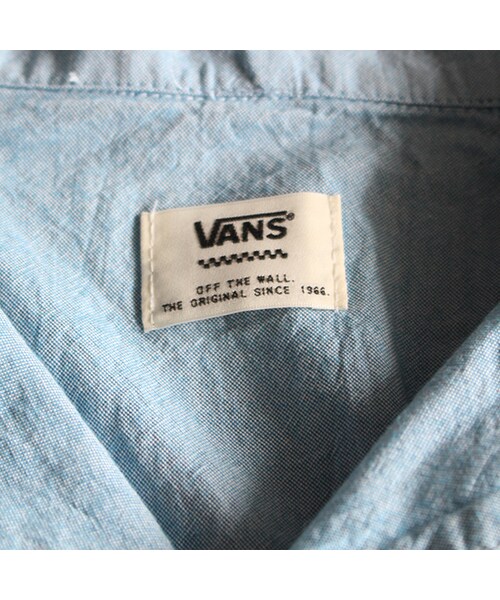 VANS®
OFF THE WALL.
THE ORIGINAL SINCE 1966.